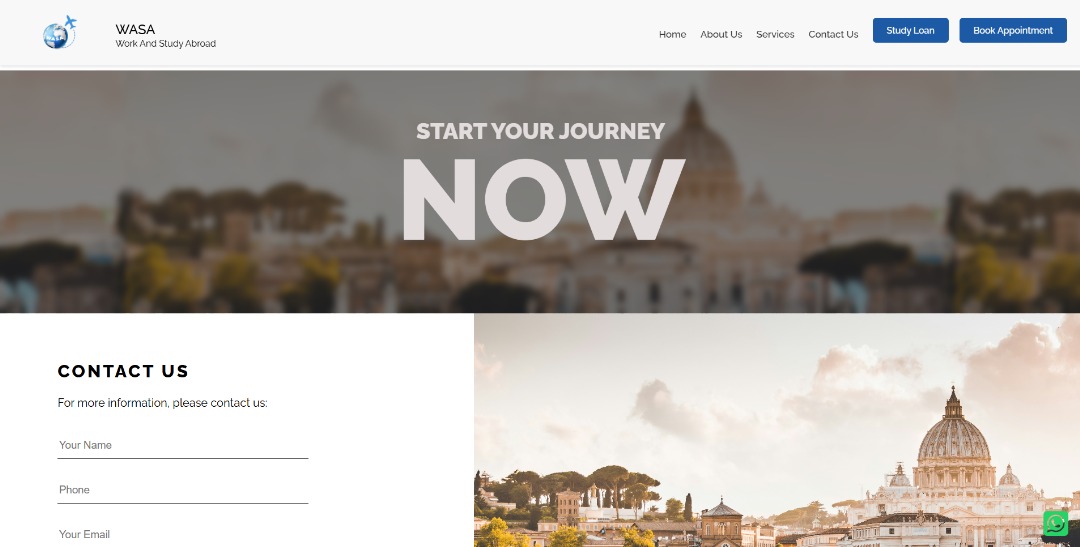 WASA
Work And Study Abroad
Home About Us Services Contact Us Study Loan Book Appointment
START YOUR JOURNEY
NOW
CONTACT US
For more information, please contact us:
Your Name
Phone
Your Email